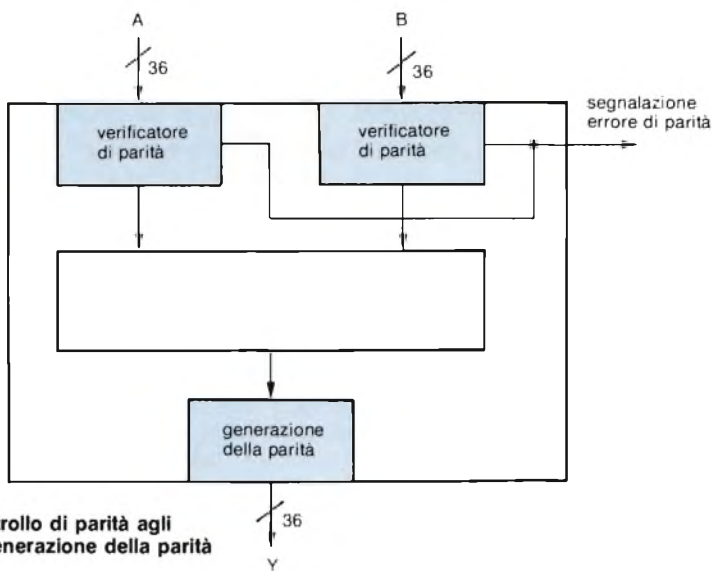 A
B
36
36
segnalazione
errore di parità
verificatore
di parità
verificatore
di parità
generazione
della parità
36
trollo di parità agli
enerazione della parità
Y